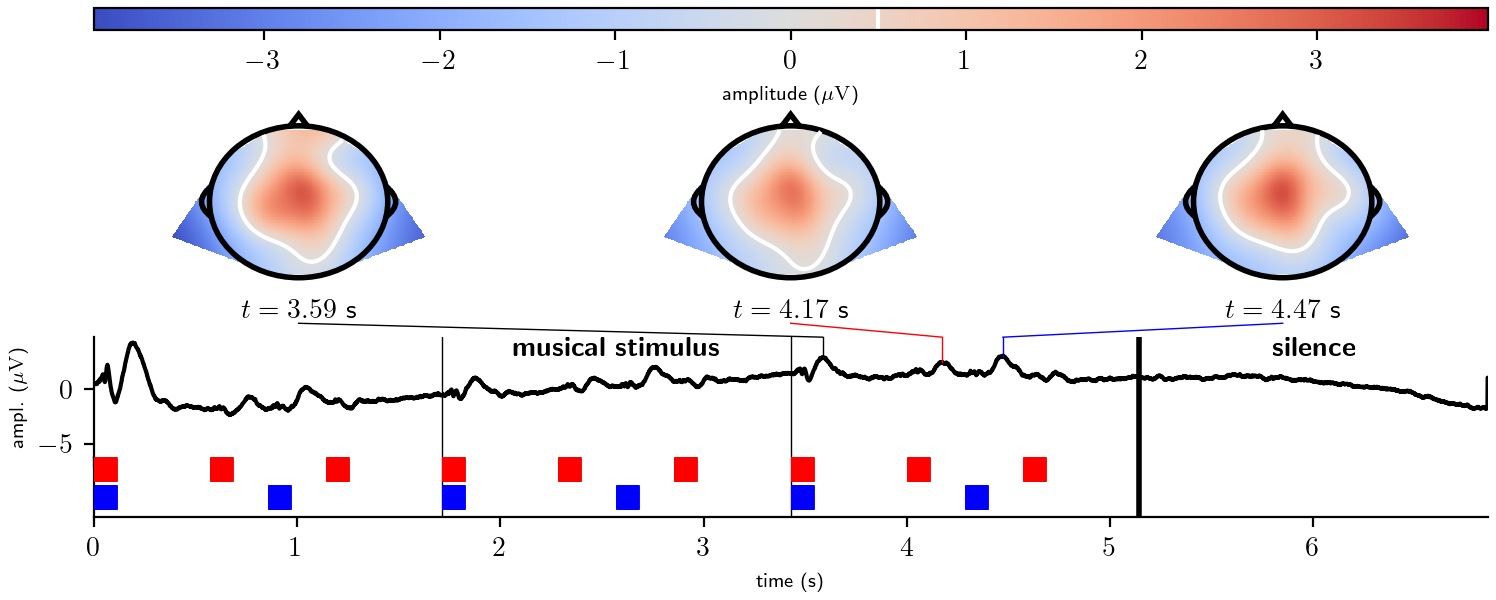 −3 −2 −1 0 1 2 3
amplitude (μV)
t = 3.59 s t = 4.17 s t = 4.47 s
musical stimulus silence
ampl. (μV)
0
−5
0 1 2 3 4 5 6
time (s)